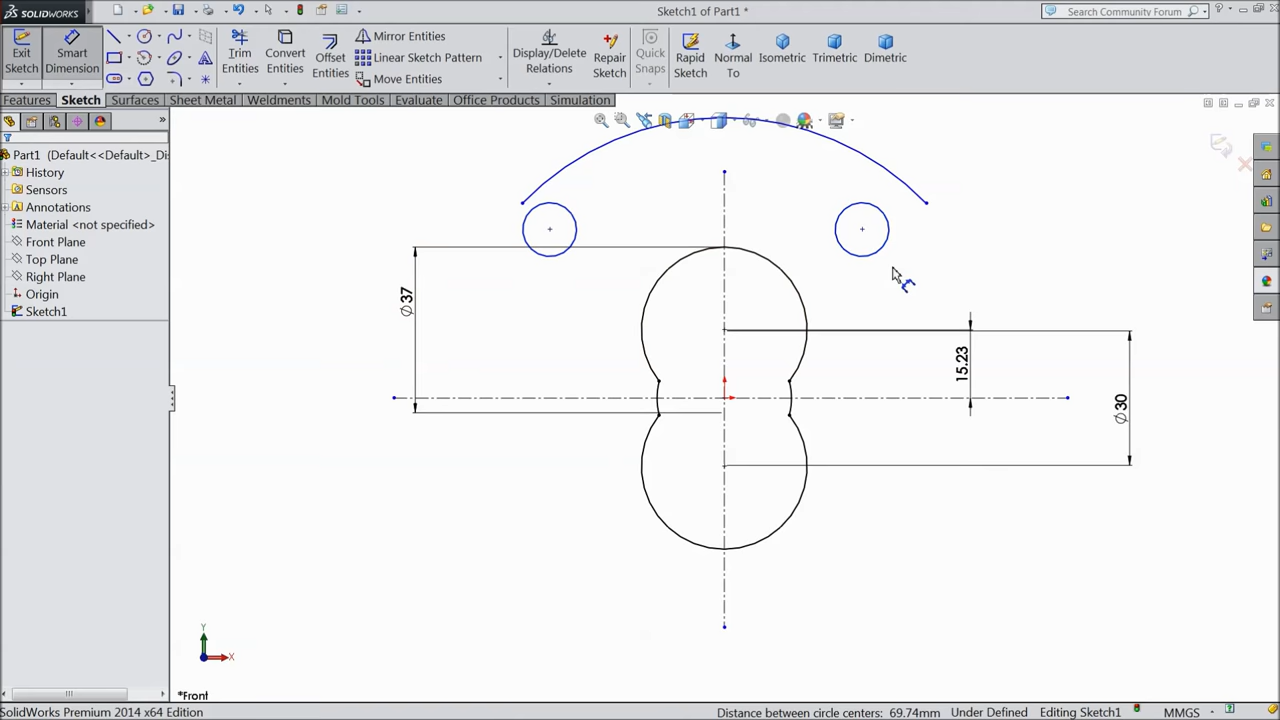 SOLIDWORKS
Sketch1 of Part1 *
Search Community Forum
?
Exit Sketch
Smart Dimension
Trim Entities
Convert Entities
Offset Entities
Mirror Entities
Linear Sketch Pattern
Move Entities
Display/Delete Relations
Repair Sketch
Quick Snaps
Rapid Sketch
Normal To
Isometric
Trimetric
Dimetric
Features
Sketch
Surfaces
Sheet Metal
Weldments
Mold Tools
Evaluate
Office Products
Simulation
Part1 (Default<<Default>_Dis
History
Sensors
Annotations
Material <not specified>
Front Plane
Top Plane
Right Plane
Origin
Sketch1
∅37
15.23
∅30
Y
X
*Front
SolidWorks Premium 2014 x64 Edition
Distance between circle centers: 69.74mm
Under Defined
Editing Sketch1
MMGS